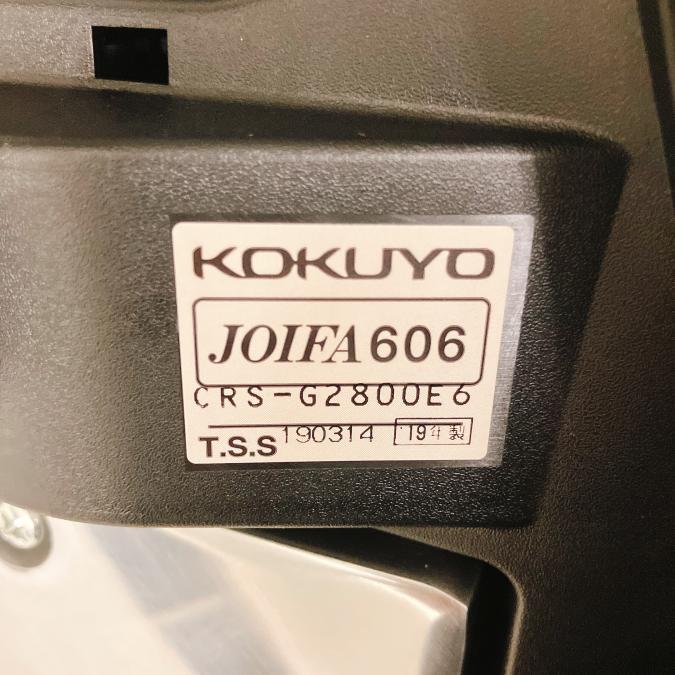 KOKUYO
JOIFA606
CRS-G2800E6
T.S.S 190314 '19年製